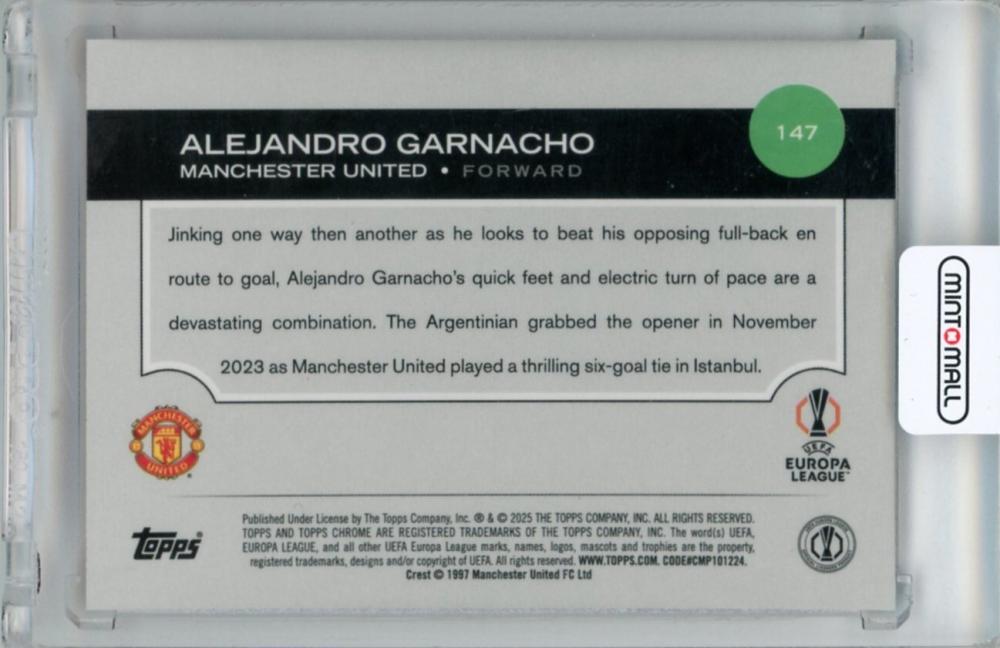 147
ALEJANDRO GARNACHO
MANCHESTER UNITED • FORWARD
Jinking one way then another as he looks to beat his opposing full-back en
route to goal, Alejandro Garnacho's quick feet and electric turn of pace are a
devastating combination. The Argentinian grabbed the opener in November
2023 as Manchester United played a thrilling six-goal tie in Istanbul.
MINTOMALL
MANCHESTER
UNITED
UEFA
EUROPA
LEAGUE™
topps®
Published Under License by The Topps Company, Inc. ® & © 2025 THE TOPPS COMPANY, INC. ALL RIGHTS RESERVED.
TOPPS AND TOPPS CHROME ARE REGISTERED TRADEMARKS OF THE TOPPS COMPANY, INC. The word(s) UEFA,
EUROPA LEAGUE, and all other UEFA Europa League marks, names, logos, mascots and trophies are the property,
registered trademarks, designs and/or copyright of UEFA. All rights reserved. WWW.TOPPS.COM. CODE#CMP101224.
Crest © 1997 Manchester United FC Ltd